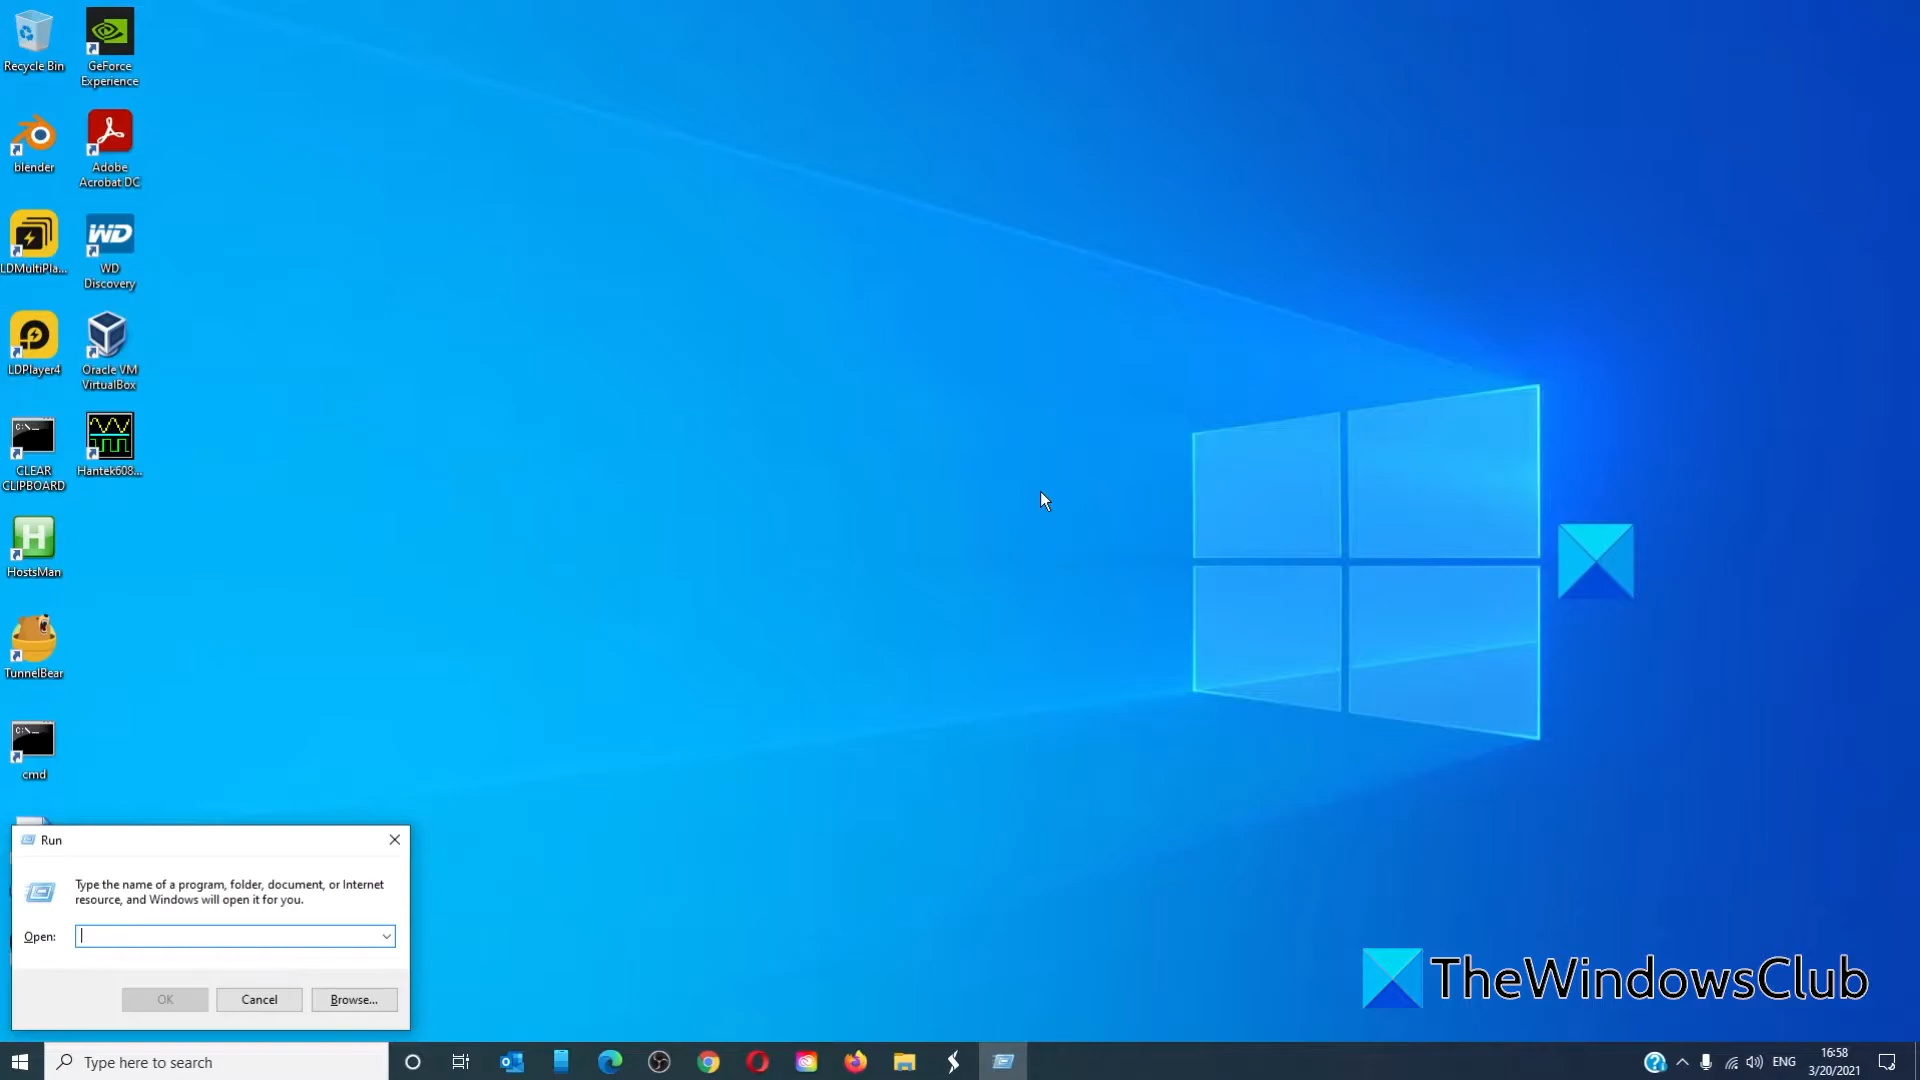 Recycle Bin
GeForce
Experience
blender
Adobe
Acrobat DC
LDMultiPla...
WD
WD
Discovery
LDPlayer4
Oracle VM
VirtualBox
C:\._
CLEAR
CLIPBOARD
Hantek608...
H
HostsMan
TunnelBear
C:\._
cmd
Run
Type the name of a program, folder, document, or Internet
resource, and Windows will open it for you.
Open:
OK
Cancel
Browse...
TheWindowsClub
Type here to search
ENG
16:58
3/20/2021